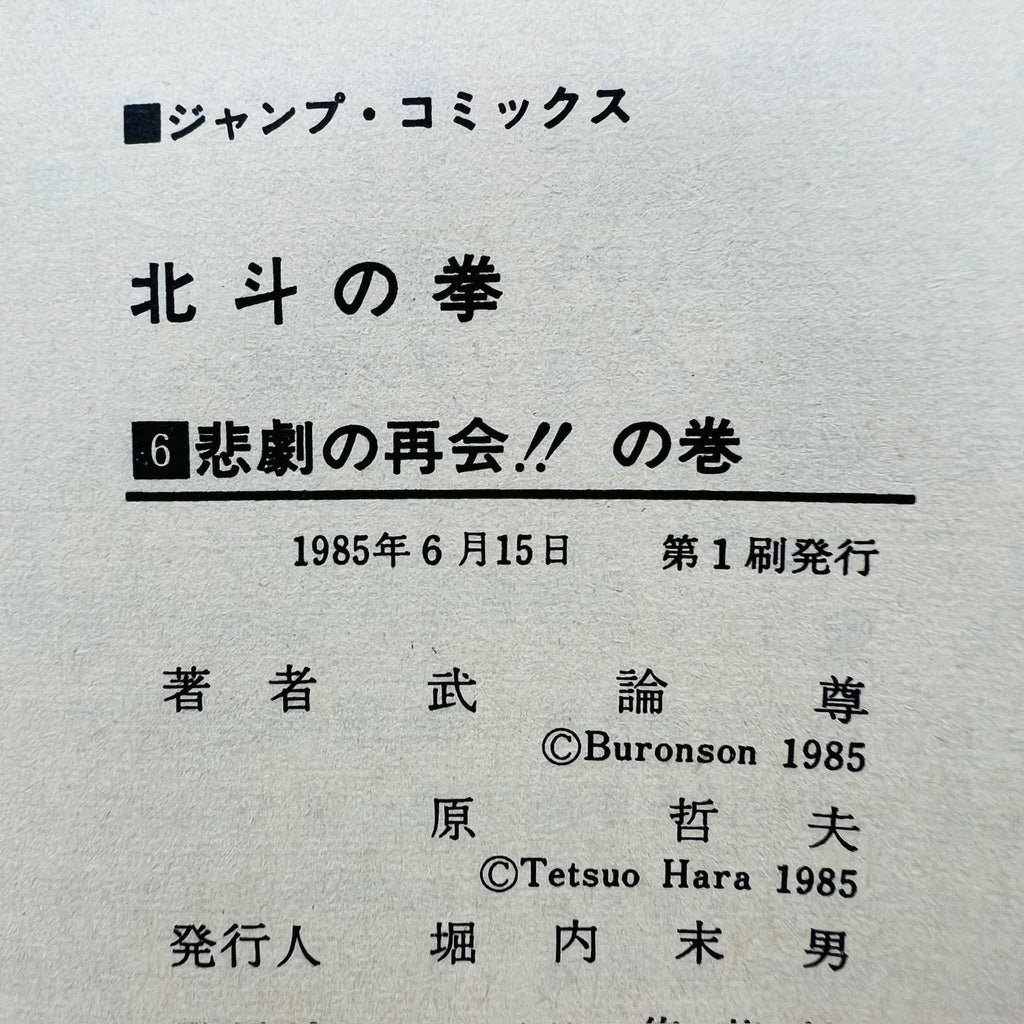 ■ジャンプ・コミックス
北斗の拳
6悲劇の再会!! の巻
1985年6月15日 第1刷発行
著者 武論尊
©Buronson 1985
原哲夫
©Tetsuo Hara 1985
発行人 堀内末男